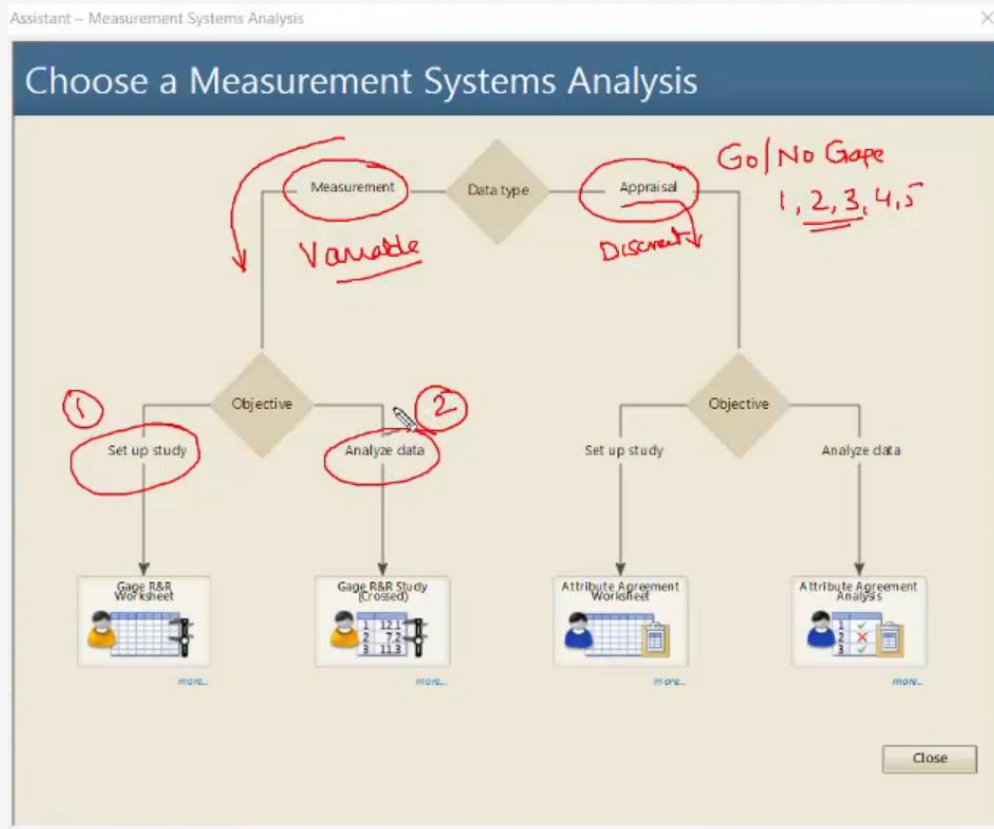 Assistant – Measurement Systems Analysis
Choose a Measurement Systems Analysis
Measurement
Data type
Appraisal
Go/No Gage
1, 2, 3, 4, 5
Variable
Objective
Objective
1
2
Set up study
Analyze data
Set up study
Analyze data
Gage R&R
Worksheet
Gage R&R Study
(Crossed)
1 12.1
2 7.2
3 11.3
Attribute Agreement
Worksheet
Attribute Agreement
Analysis
1
2
3
more...
more...
more...
more...
Close